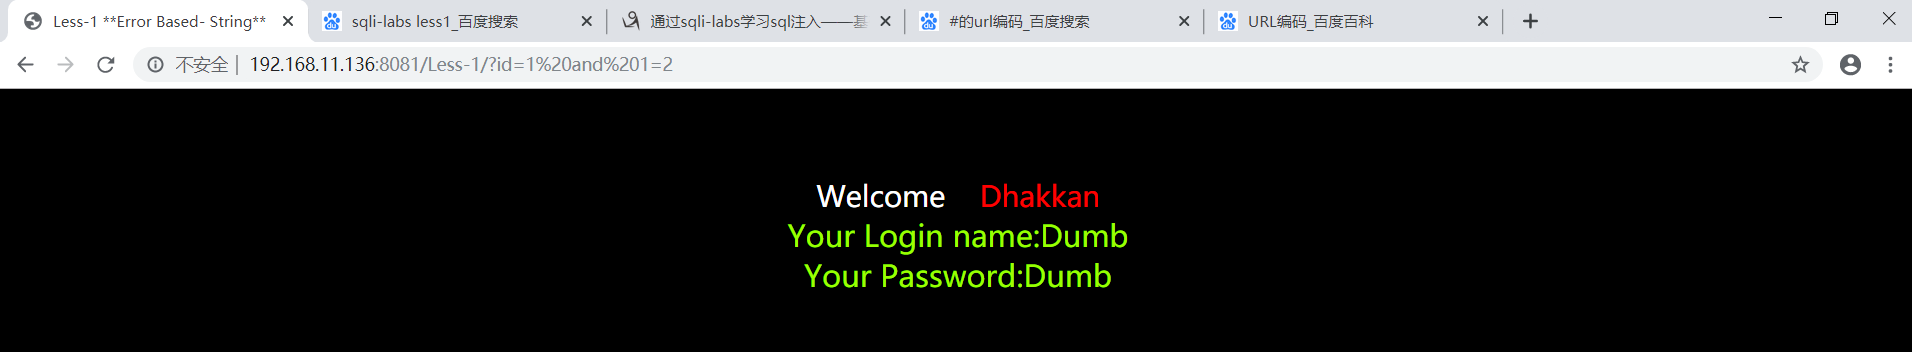 Less-1 **Error Based- String**
sqli-labs less1_百度搜索
通过sqli-labs学习sql注入——基
#的url编码_百度搜索
URL编码_百度百科
不安全 | 192.168.11.136:8081/Less-1/?id=1%20and%201=2
Welcome Dhakkan
Your Login name:Dumb
Your Password:Dumb